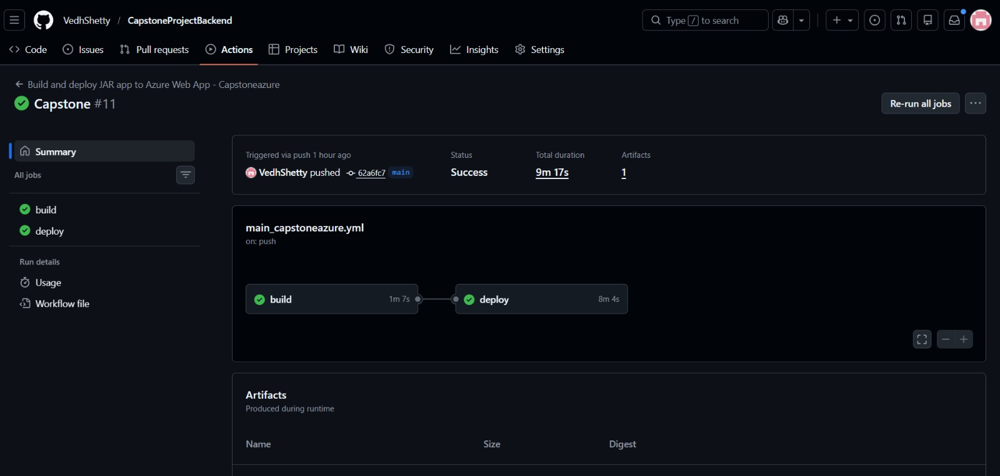 VedhShetty / CapstoneProjectBackend
Type / to search
Code
Issues
Pull requests
Actions
Projects
Wiki
Security
Insights
Settings
Build and deploy JAR app to Azure Web App - Capstoneazure
Capstone #11
Re-run all jobs
Summary
All jobs
build
deploy
Run details
Usage
Workflow file
Triggered via push 1 hour ago
VedhShetty pushed 62a6fc7 main
Status
Success
Total duration
9m 17s
Artifacts
1
main_capstoneazure.yml
on: push
build 1m 7s
deploy 8m 4s
Artifacts
Produced during runtime
Name Size Digest